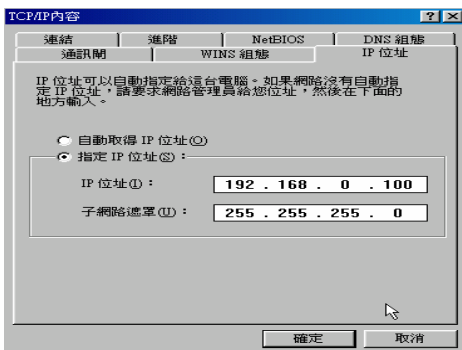 TCP/IP內容
連結 進階 NetBIOS DNS 組態
通訊閘 WINS 組態 IP 位址
IP 位址可以自動指定給這台電腦。如果網路沒有自動指
定 IP 位址，請要求網路管理員給您位址，然後在下面的
地方輸入。
自動取得 IP 位址(O)
指定 IP 位址(S)：
IP 位址(I)： 192 . 168 . 0 . 100
子網路遮罩(U)： 255 . 255 . 255 . 0
確定 取消